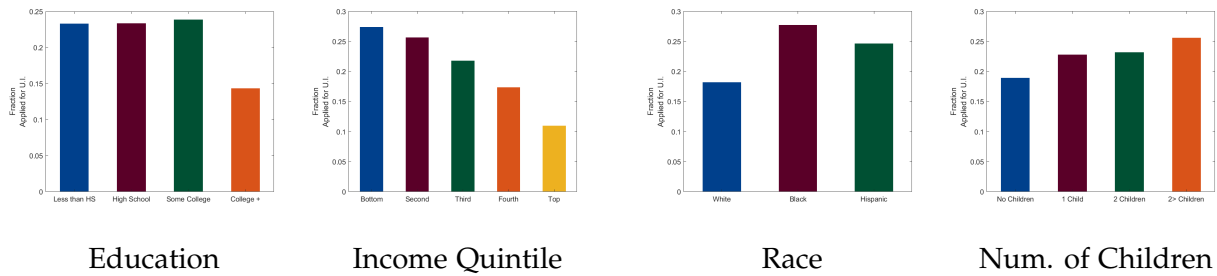 Fraction
Applied for U.I.
0.25
0.2
0.15
0.1
0.05
0
Less than HS High School Some College College +
Education
Fraction
Applied for U.I.
0.3
0.25
0.2
0.15
0.1
0.05
0
Bottom Second Third Fourth Top
Income Quintile
Fraction
Applied for U.I.
0.3
0.25
0.2
0.15
0.1
0.05
0
White Black Hispanic
Race
Fraction
Applied for U.I.
0.3
0.25
0.2
0.15
0.1
0.05
0
No Children 1 Child 2 Children 2> Children
Num. of Children